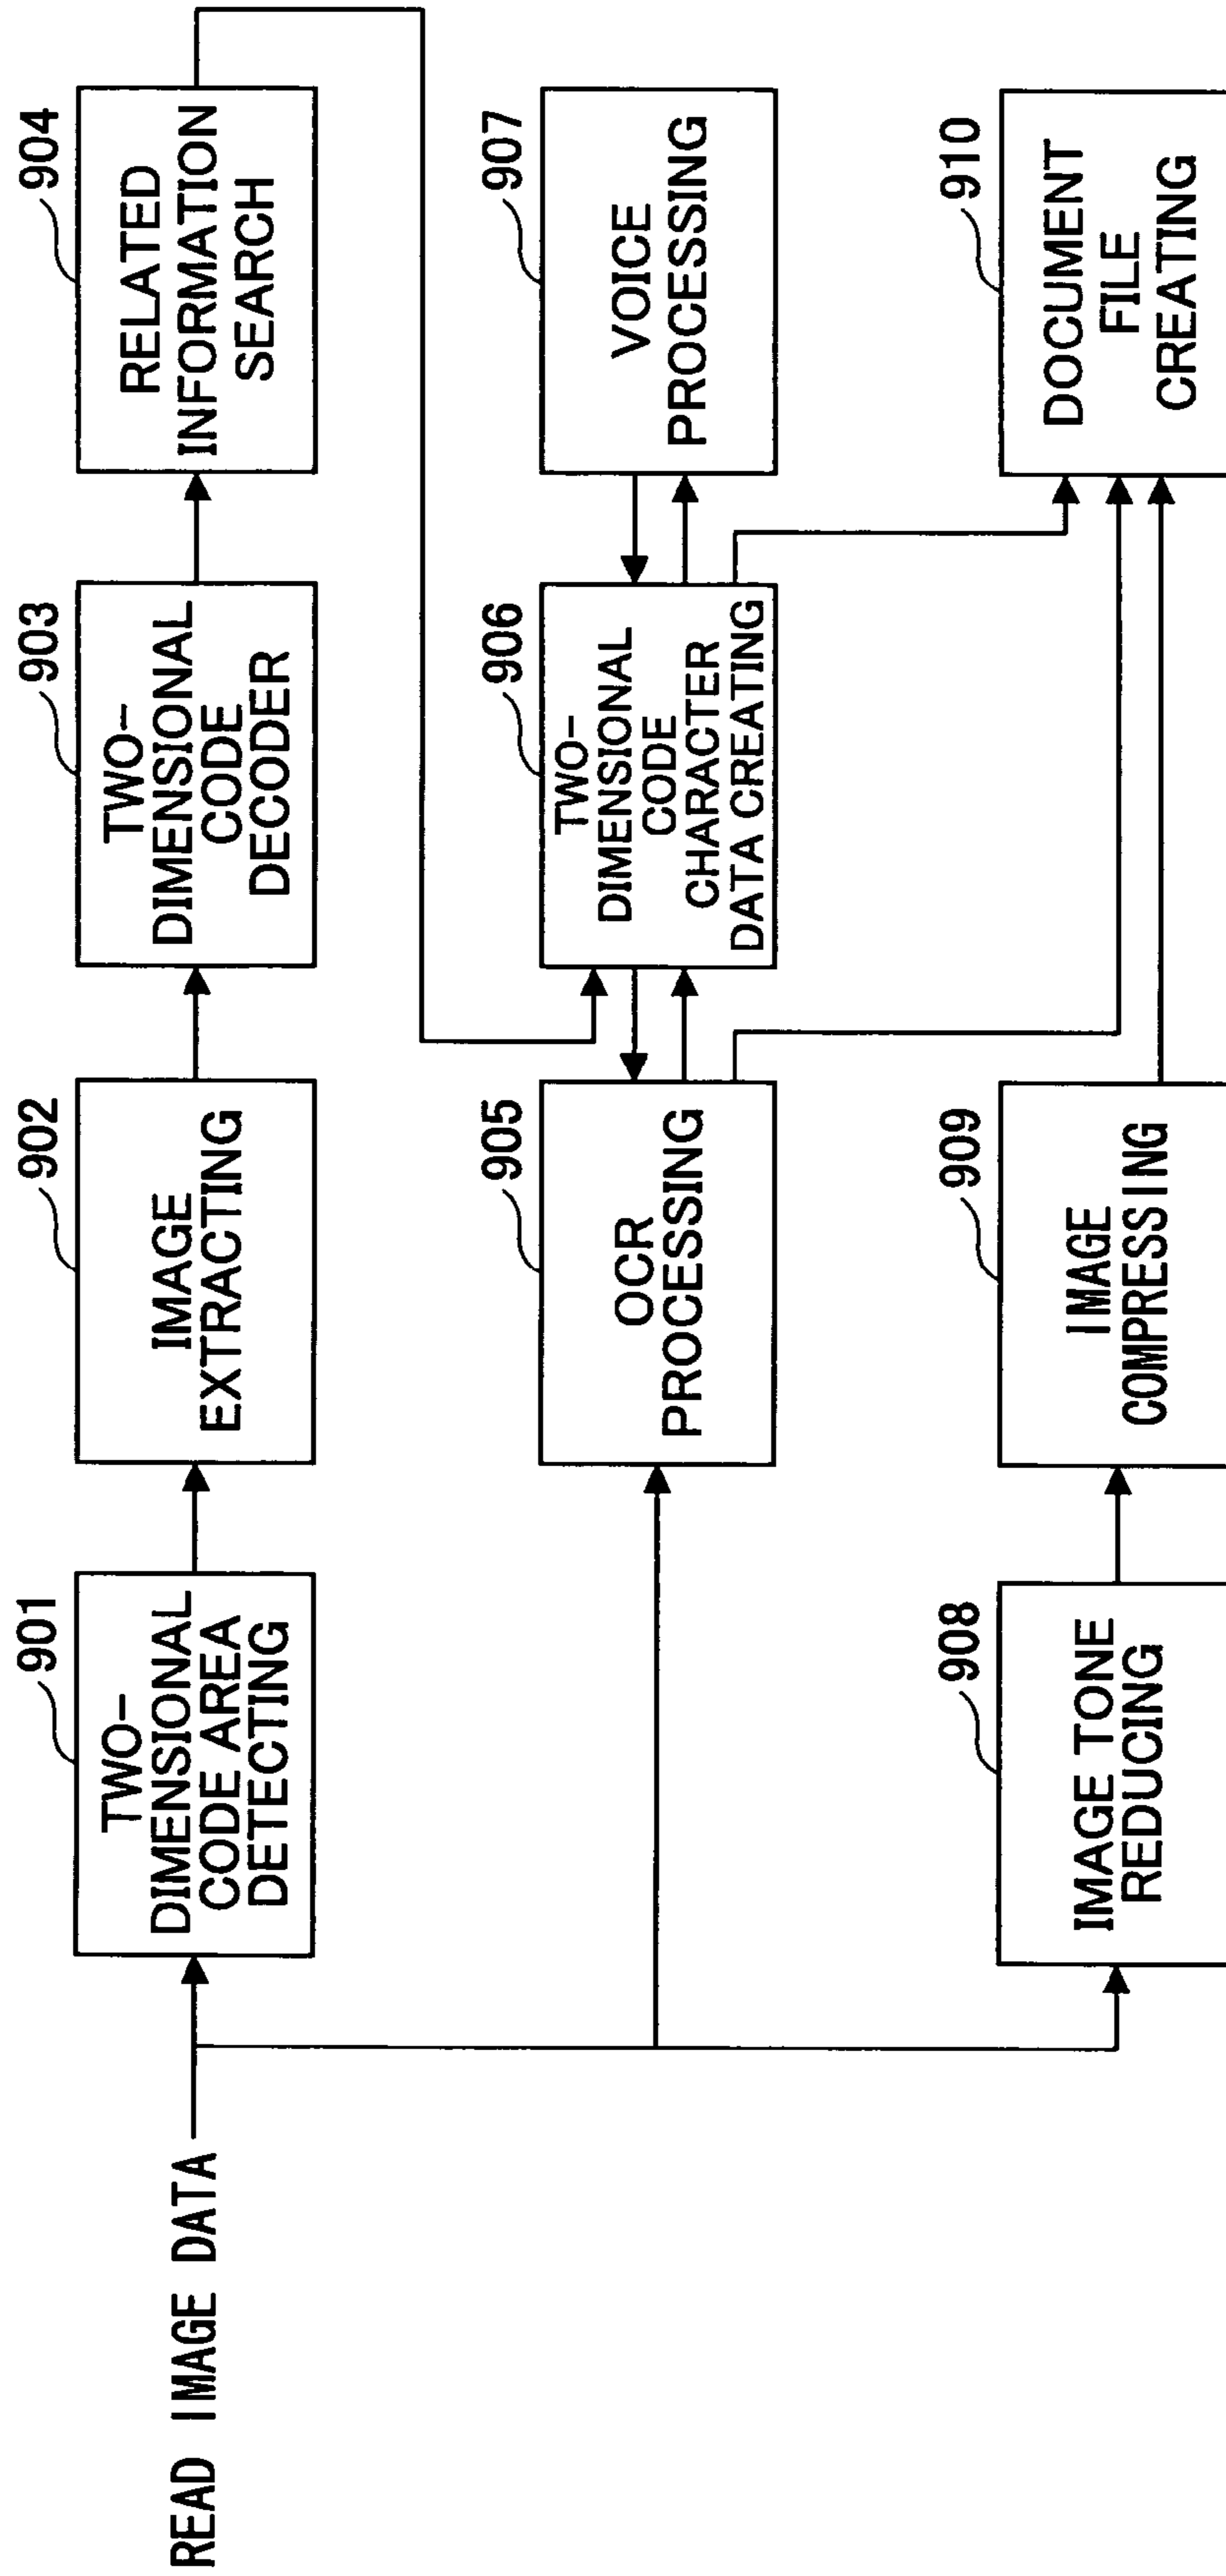 READ IMAGE DATA
901
TWO-
DIMENSIONAL
CODE AREA
DETECTING
902
IMAGE
EXTRACTING
903
TWO-
DIMENSIONAL
CODE
DECODER
904
RELATED
INFORMATION
SEARCH
905
OCR
PROCESSING
906
TWO-
DIMENSIONAL
CODE
CHARACTER
DATA CREATING
907
VOICE
PROCESSING
908
IMAGE TONE
REDUCING
909
IMAGE
COMPRESSING
910
DOCUMENT
FILE
CREATING